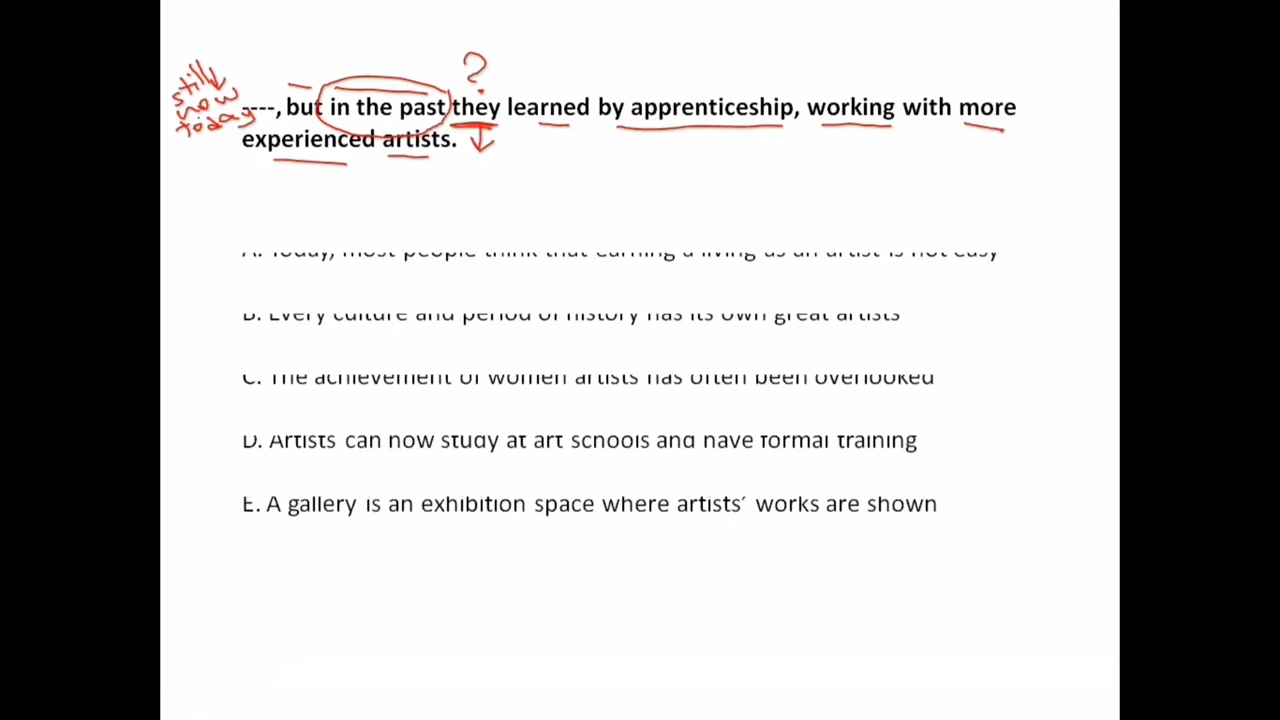 ?
still
now
today
----, but in the past they learned by apprenticeship, working with more
experienced artists.
A. Today, most people think that earning a living as an artist is not easy
B. Every culture and period of history has its own great artists
C. The achievement of women artists has often been overlooked
D. Artists can now study at art schools and have formal training
E. A gallery is an exhibition space where artists´ works are shown